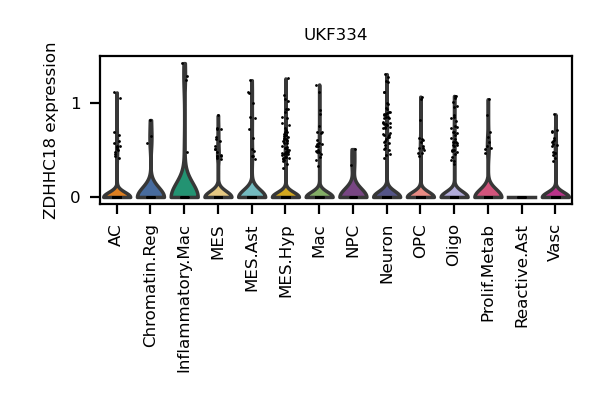 UKF334
ZDHHC18 expression
1
0
AC
Chromatin.Reg
Inflammatory.Mac
MES
MES.Ast
MES.Hyp
Mac
NPC
Neuron
OPC
Oligo
Prolif.Metab
Reactive.Ast
Vasc